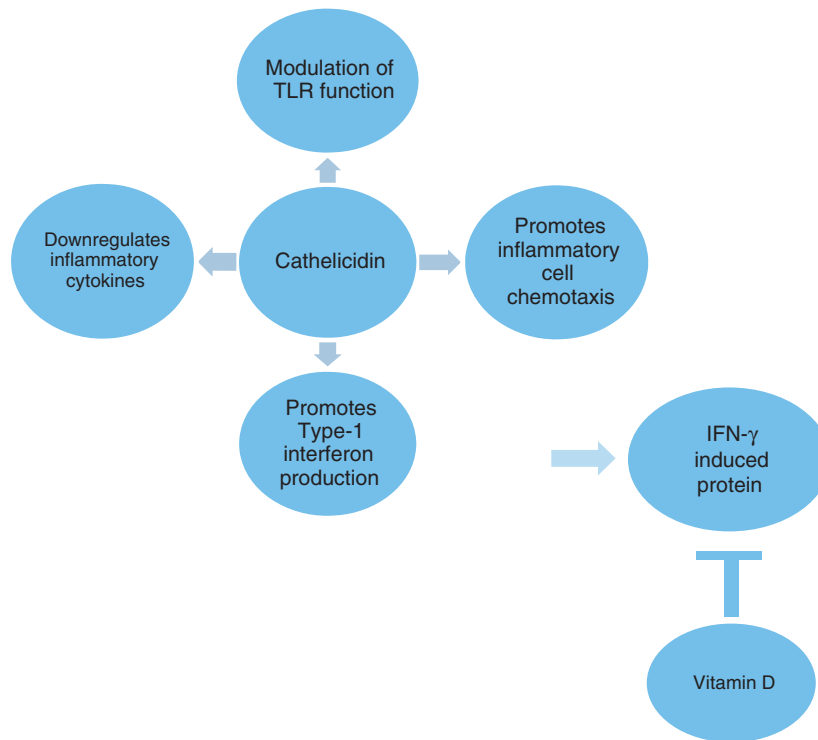 Modulation of
TLR function
Downregulates
inflammatory
cytokines
Cathelicidin
Promotes
inflammatory
cell
chemotaxis
Promotes
Type-1
interferon
production
IFN-γ
induced
protein
Vitamin D